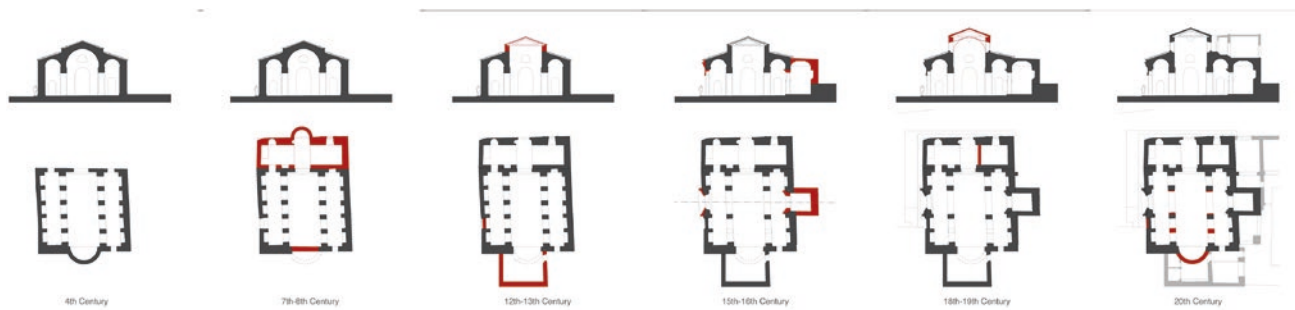 4th Century
7th-8th Century
12th-13th Century
15th-16th Century
18th-19th Century
20th Century